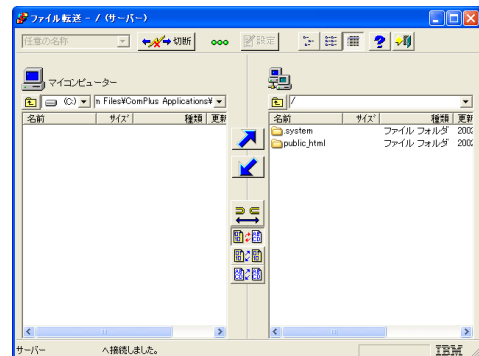 ファイル転送 - / (サーバー)
任意の名称
切断
設定
マイコンピューター
(C:)
n Files¥ComPlus Applications¥
/
名前 サイズ 種類 更新
名前 サイズ 種類 更新
.system ファイル フォルダ 2002
public_html ファイル フォルダ 2002
サーバー へ接続しました。
IBM